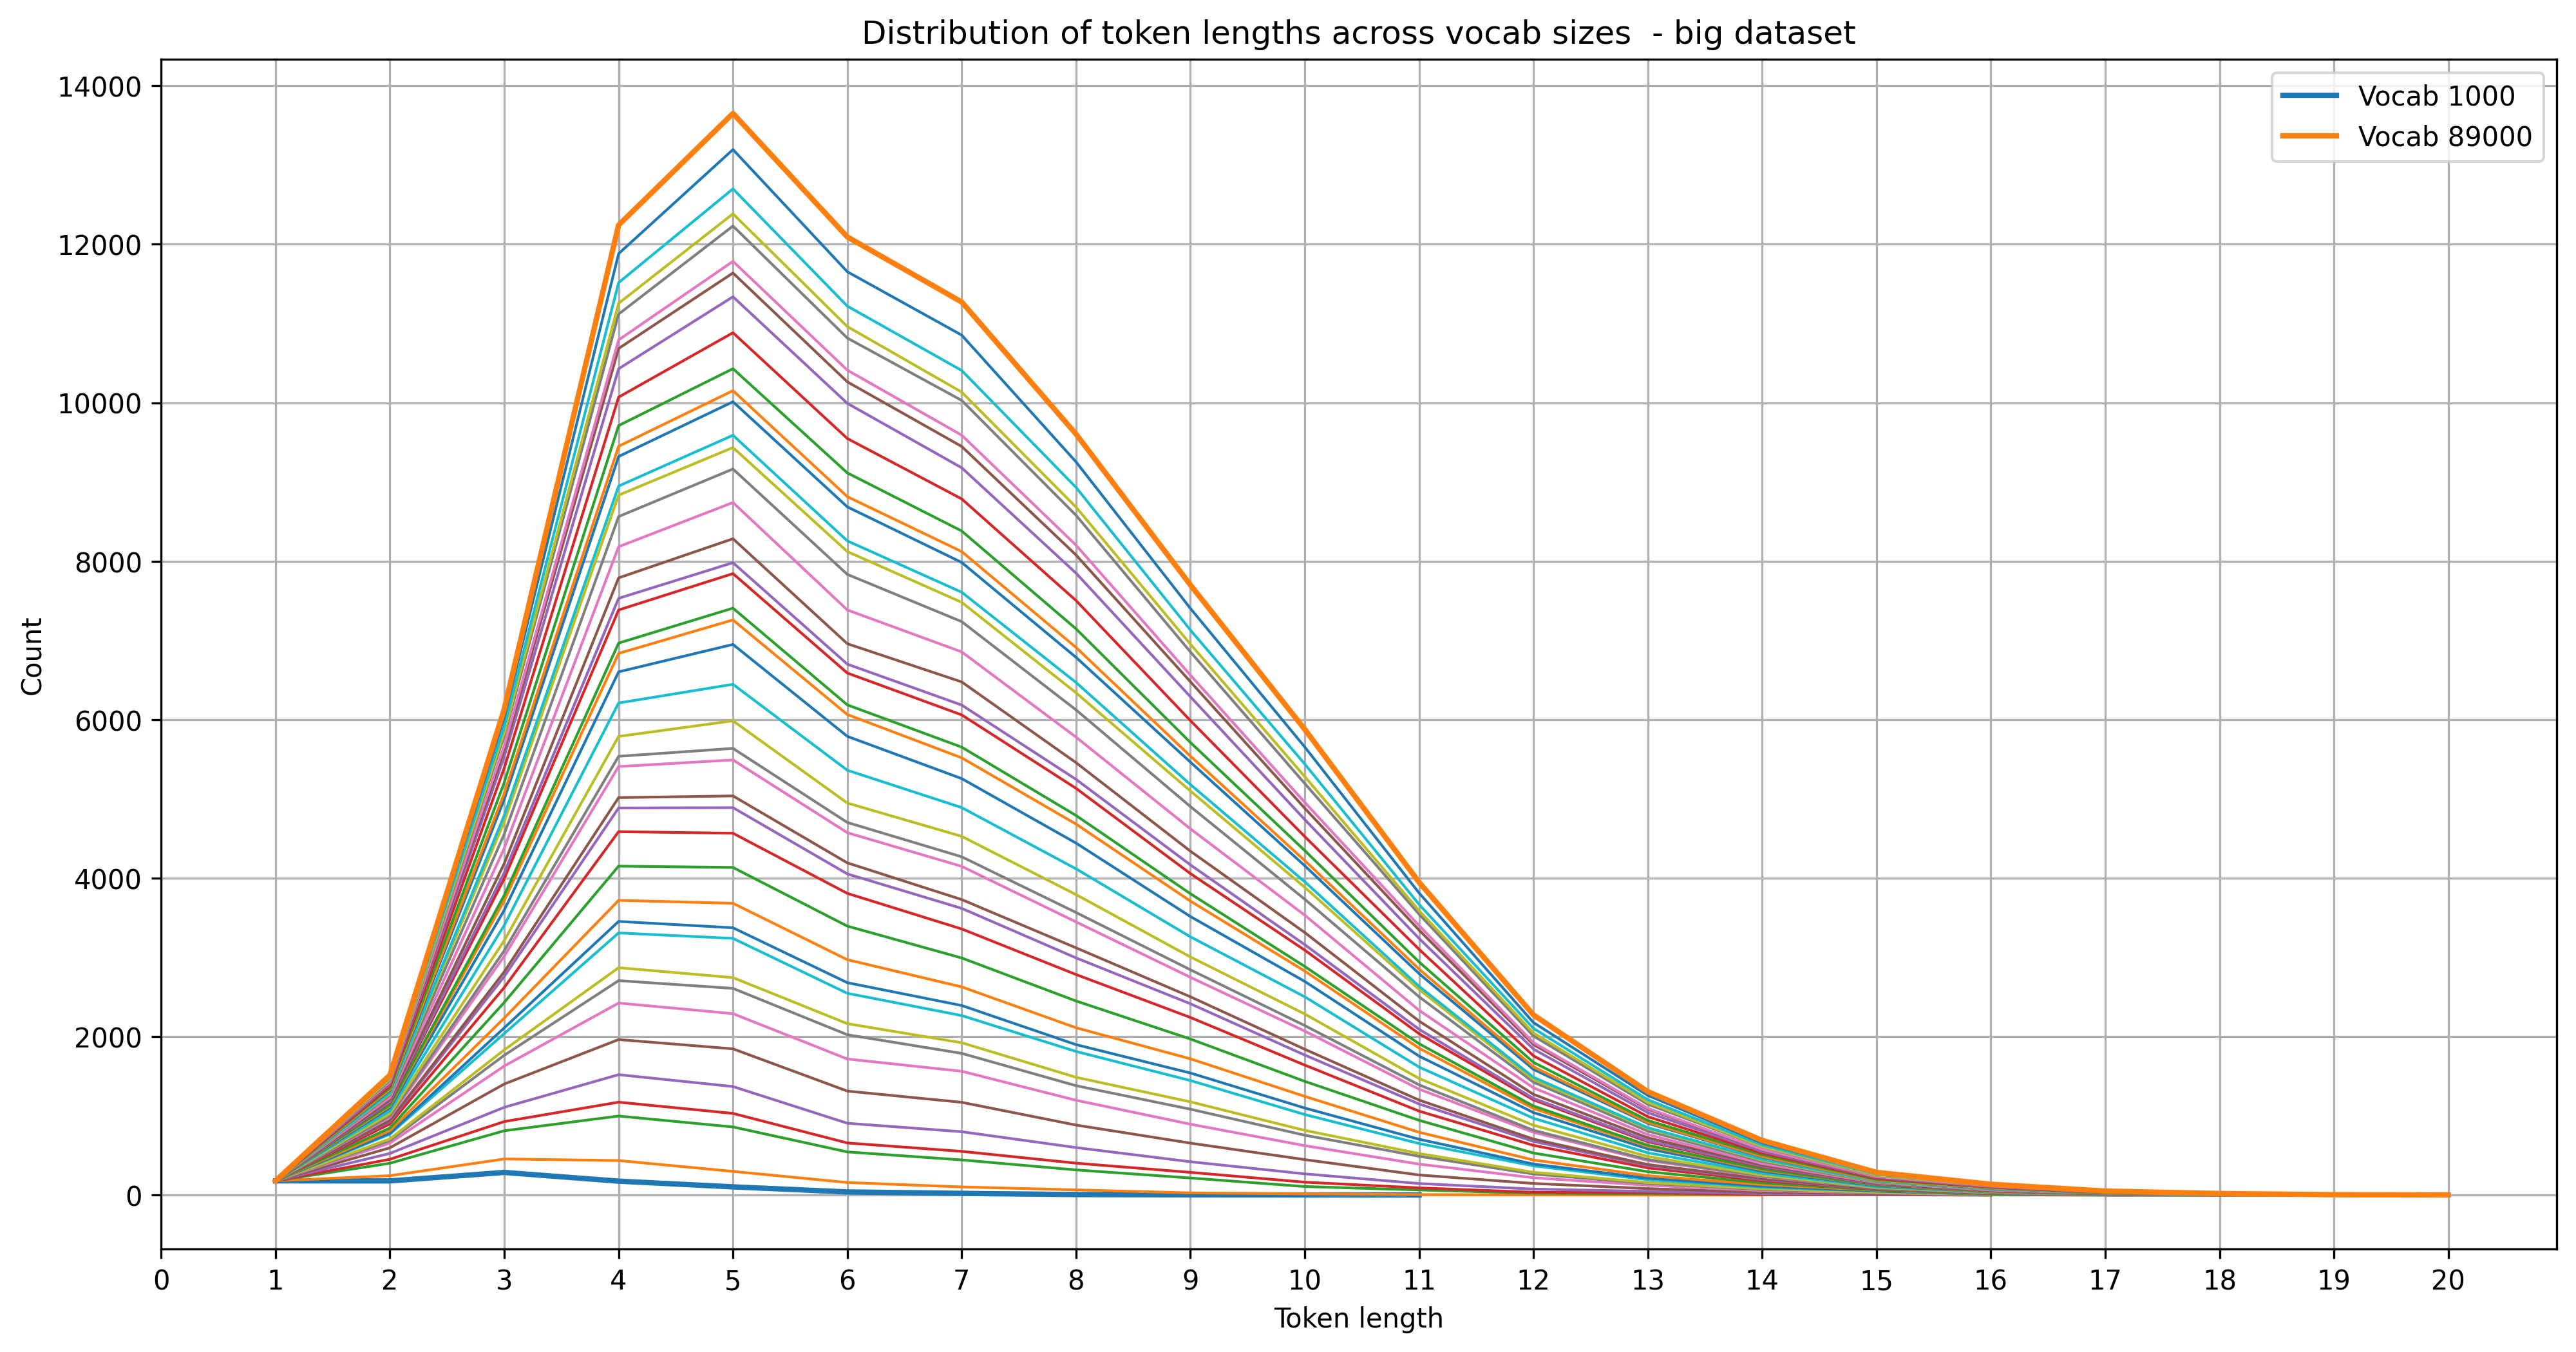 Distribution of token lengths across vocab sizes  - big dataset
Vocab 1000
Vocab 89000
14000
12000
10000
8000
6000
4000
2000
0
Count
0 1 2 3 4 5 6 7 8 9 10 11 12 13 14 15 16 17 18 19 20
Token length